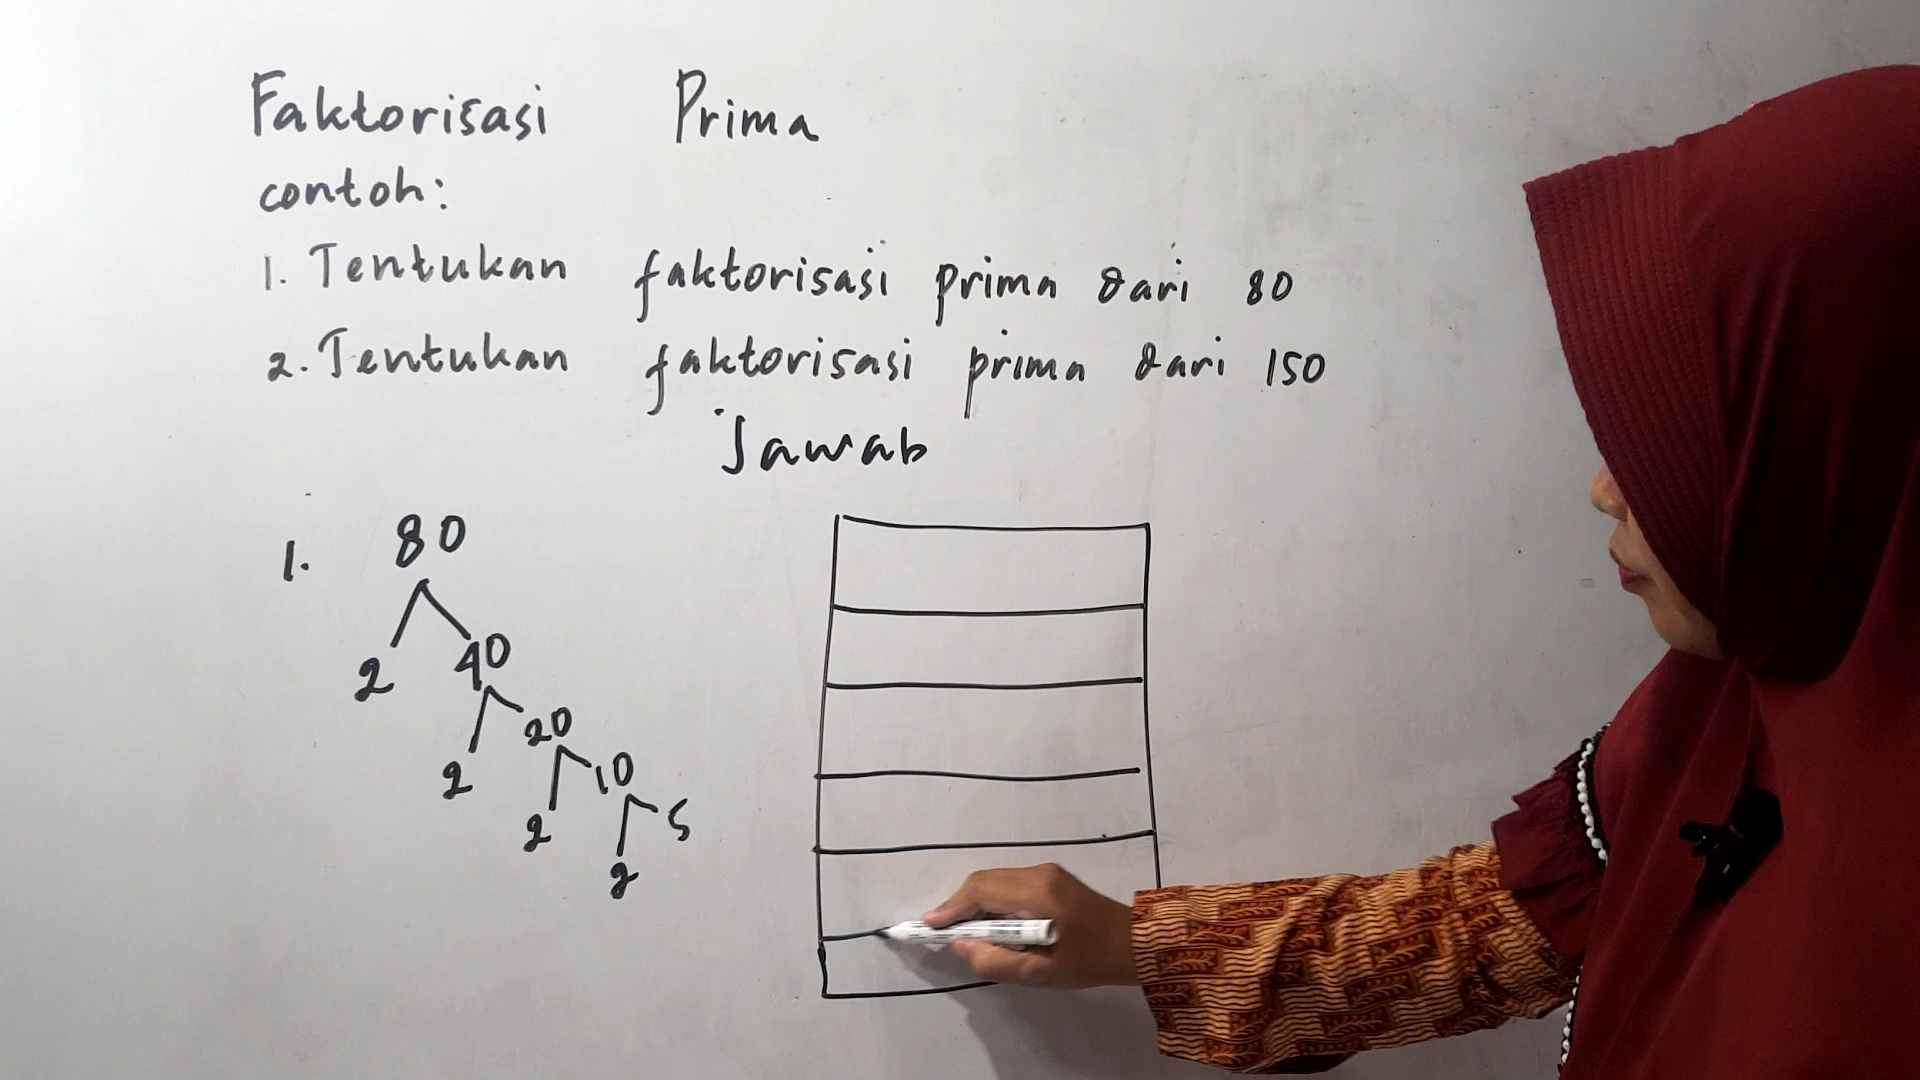 Faktorisasi Prima
contoh:
1. Tentukan faktorisasi prima dari 80
2. Tentukan faktorisasi prima dari 150
Jawab
1. 80
2 40
2 20
2 10
2 5